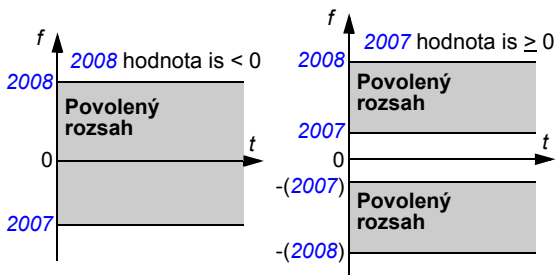 f
2008 hodnota is < 0
2008
Povolený
rozsah
t
0
2007
f
2007 hodnota is ≥ 0
2008
Povolený
rozsah
2007
t
0
-(2007)
Povolený
rozsah
-(2008)